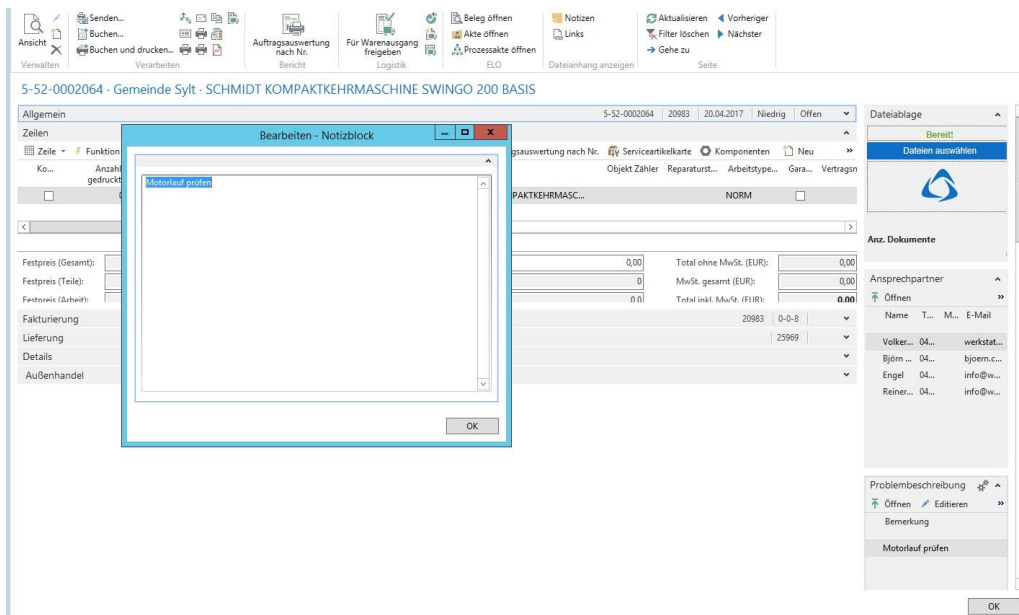 Ansicht
Senden...
Buchen...
Buchen und drucken...
Auftragsauswertung
nach Nr.
Für Warenausgang
freigeben
Beleg öffnen
Akte öffnen
Prozessakte öffnen
Notizen
Links
Aktualisieren
Vorheriger
Filter löschen
Nächster
Gehe zu
Verwalten
Verarbeiten
Bericht
Logistik
ELO
Dateianhang anzeigen
Seite
5-52-0002064 · Gemeinde Sylt · SCHMIDT KOMPAKTKEHRMASCHINE SWINGO 200 BASIS
Allgemein
5-52-0002064 20983 20.04.2017 Niedrig Offen
Zeilen
Zeile
Funktion
gsauswertung nach Nr.
Serviceartikelkarte
Komponenten
Neu
»
Ko...
Anzahl
gedruckt
Objekt Zähler
Reparaturst...
Arbeitstype...
Gara...
Vertragsn
PAKTKEHRMASC...
NORM
Festpreis (Gesamt):
0,00
Total ohne MwSt. (EUR):
0,00
Festpreis (Teile):
0
MwSt. gesamt (EUR):
0,00
Festpreis (Arbeit):
0,0
Total inkl. MwSt. (EUR):
0,00
Fakturierung
20983 0-0-8
Lieferung
25969
Details
Außenhandel
Bearbeiten - Notizblock
Motorlauf prüfen
OK
Dateiablage
Bereit!
Dateien auswählen
Anz. Dokumente
Ansprechpartner
Öffnen
»
Name T... M... E-Mail
Volker... 04... werkstat...
Björn ... 04... bjoern.c...
Engel 04... info@w...
Reiner... 04... info@w...
Problembeschreibung
Öffnen
Editieren
»
Bemerkung
Motorlauf prüfen
OK